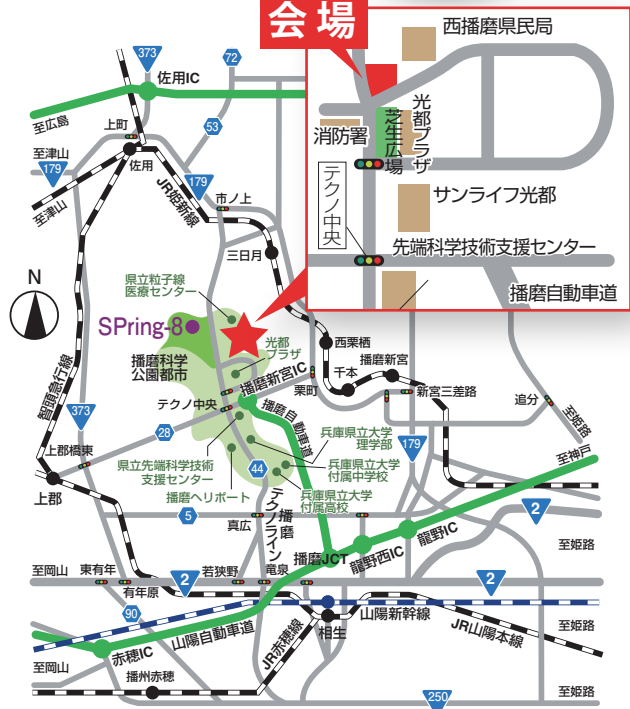 会場
西播磨県民局
光都プラザ
芝生広場
消防署
テクノ中央
サンライフ光都
先端科学技術支援センター
播磨自動車道
373
72
佐用IC
至広島
上町
53
至津山
179
佐用
至津山
JR姫新線
179
市ノ上
三日月
N
県立粒子線
医療センター
SPring-8
光都
プラザ
西栗栖
播磨科学
公園都市
播磨新宮IC
千本
播磨新宮
栗町
新宮三差路
追分
至姫路
智頭急行線
テクノ中央
播磨自動車道
373
28
上郡橋東
兵庫県立大学
理学部
179
県立先端科学技術
支援センター
44
兵庫県立大学
付属中学校
至神戸
上郡
播磨ヘリポート
兵庫県立大学
付属高校
5
真広
播磨
テクノライン
2
播磨JCT
龍野西IC
龍野IC
至姫路
至岡山
東有年
有年原
2
若狭野
竜泉
2
90
山陽新幹線
相生
至姫路
JR山陽本線
山陽自動車道
JR赤穂線
赤穂IC
至岡山
播州赤穂
250
至姫路